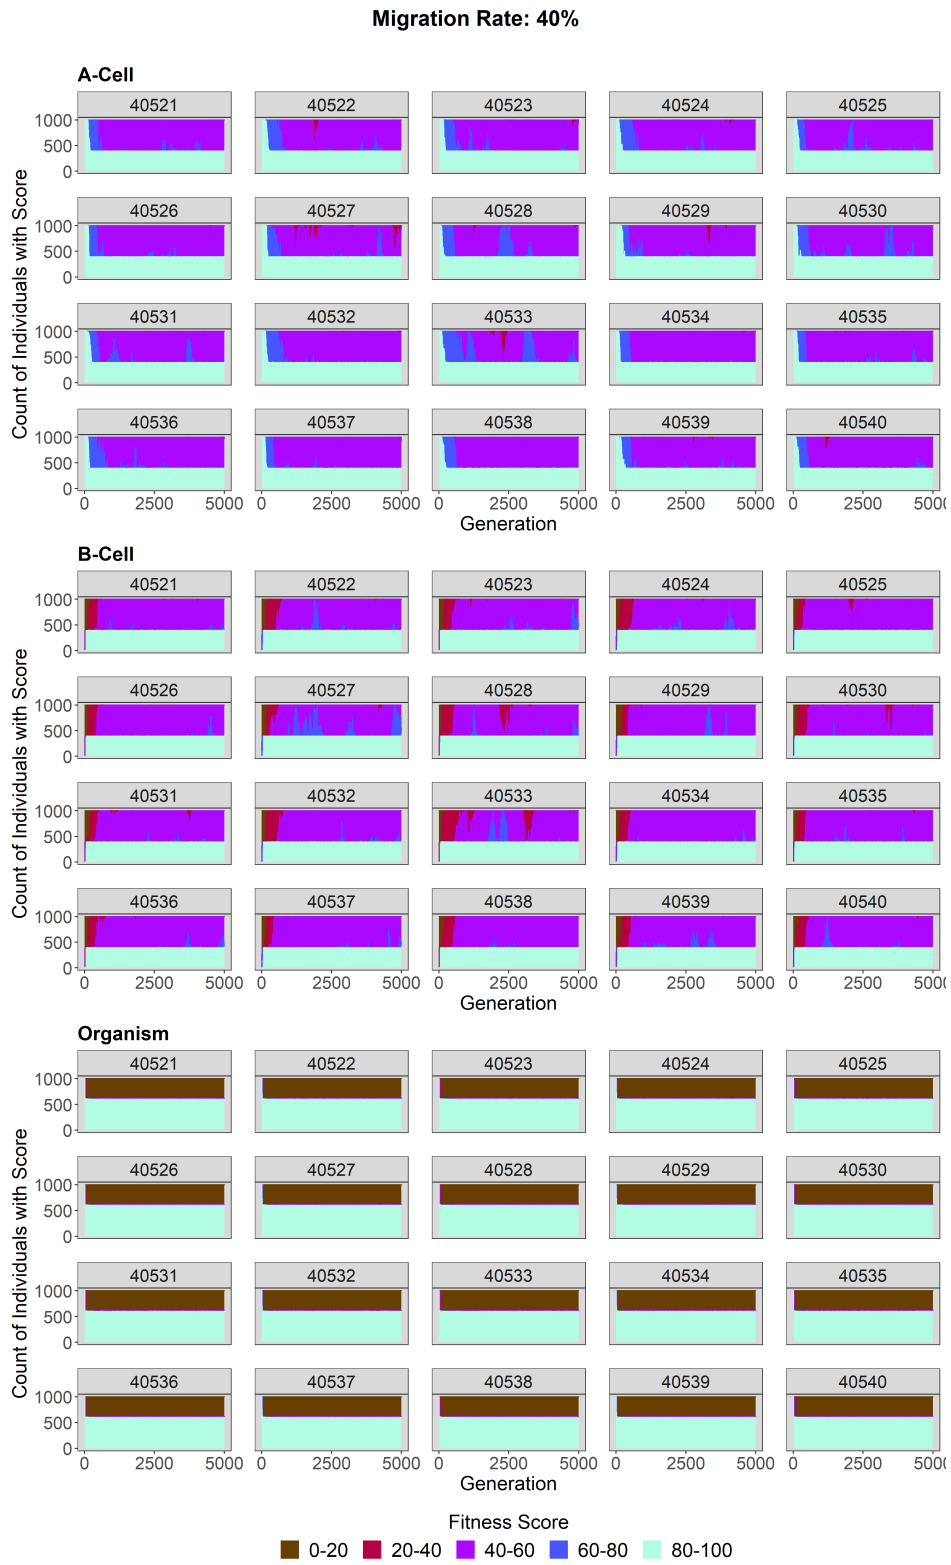 Migration Rate: 40%
A-Cell
40521 40522 40523 40524 40525
1000
500
0
40526 40527 40528 40529 40530
1000
500
0
40531 40532 40533 40534 40535
1000
500
0
40536 40537 40538 40539 40540
1000
500
0
0 2500 5000 0 2500 5000 0 2500 5000 0 2500 5000 0 2500 5000
Count of Individuals with Score
Generation
B-Cell
40521 40522 40523 40524 40525
1000
500
0
40526 40527 40528 40529 40530
1000
500
0
40531 40532 40533 40534 40535
1000
500
0
40536 40537 40538 40539 40540
1000
500
0
0 2500 5000 0 2500 5000 0 2500 5000 0 2500 5000 0 2500 5000
Count of Individuals with Score
Generation
Organism
40521 40522 40523 40524 40525
1000
500
0
40526 40527 40528 40529 40530
1000
500
0
40531 40532 40533 40534 40535
1000
500
0
40536 40537 40538 40539 40540
1000
500
0
0 2500 5000 0 2500 5000 0 2500 5000 0 2500 5000 0 2500 5000
Count of Individuals with Score
Generation
Fitness Score
0-20 20-40 40-60 60-80 80-100